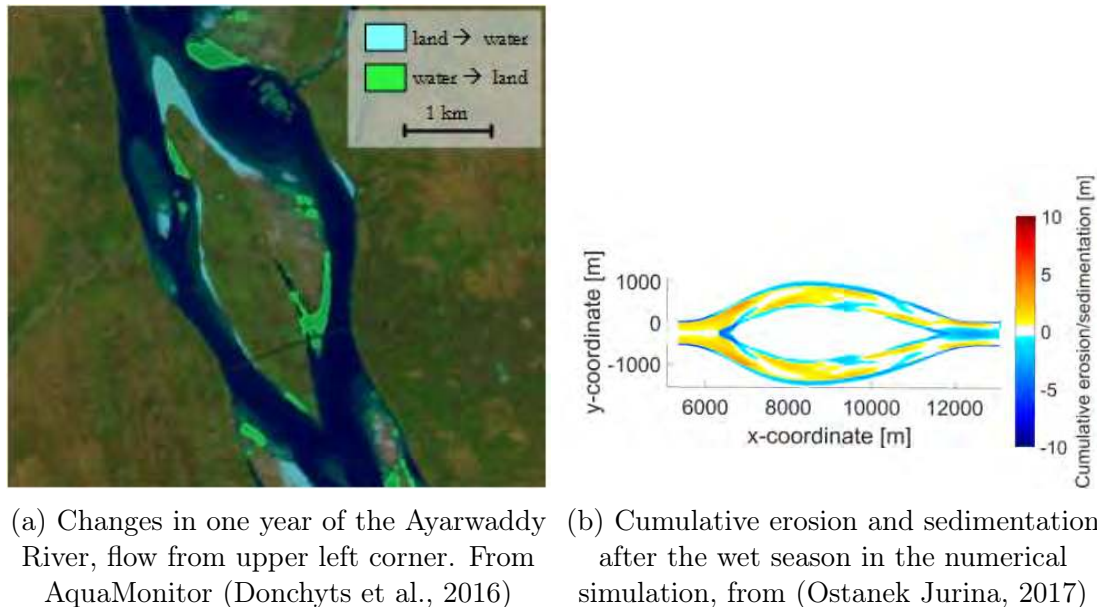 land → water
water → land
1 km
10
5
0
-5
-10
Cumulative erosion/sedimentation [m]
1000
0
-1000
y-coordinate [m]
6000 8000 10000 12000
x-coordinate [m]
(a) Changes in one year of the Ayarwaddy
River, flow from upper left corner. From
AquaMonitor (Donchyts et al., 2016)
(b) Cumulative erosion and sedimentation
after the wet season in the numerical
simulation, from (Ostanek Jurina, 2017)